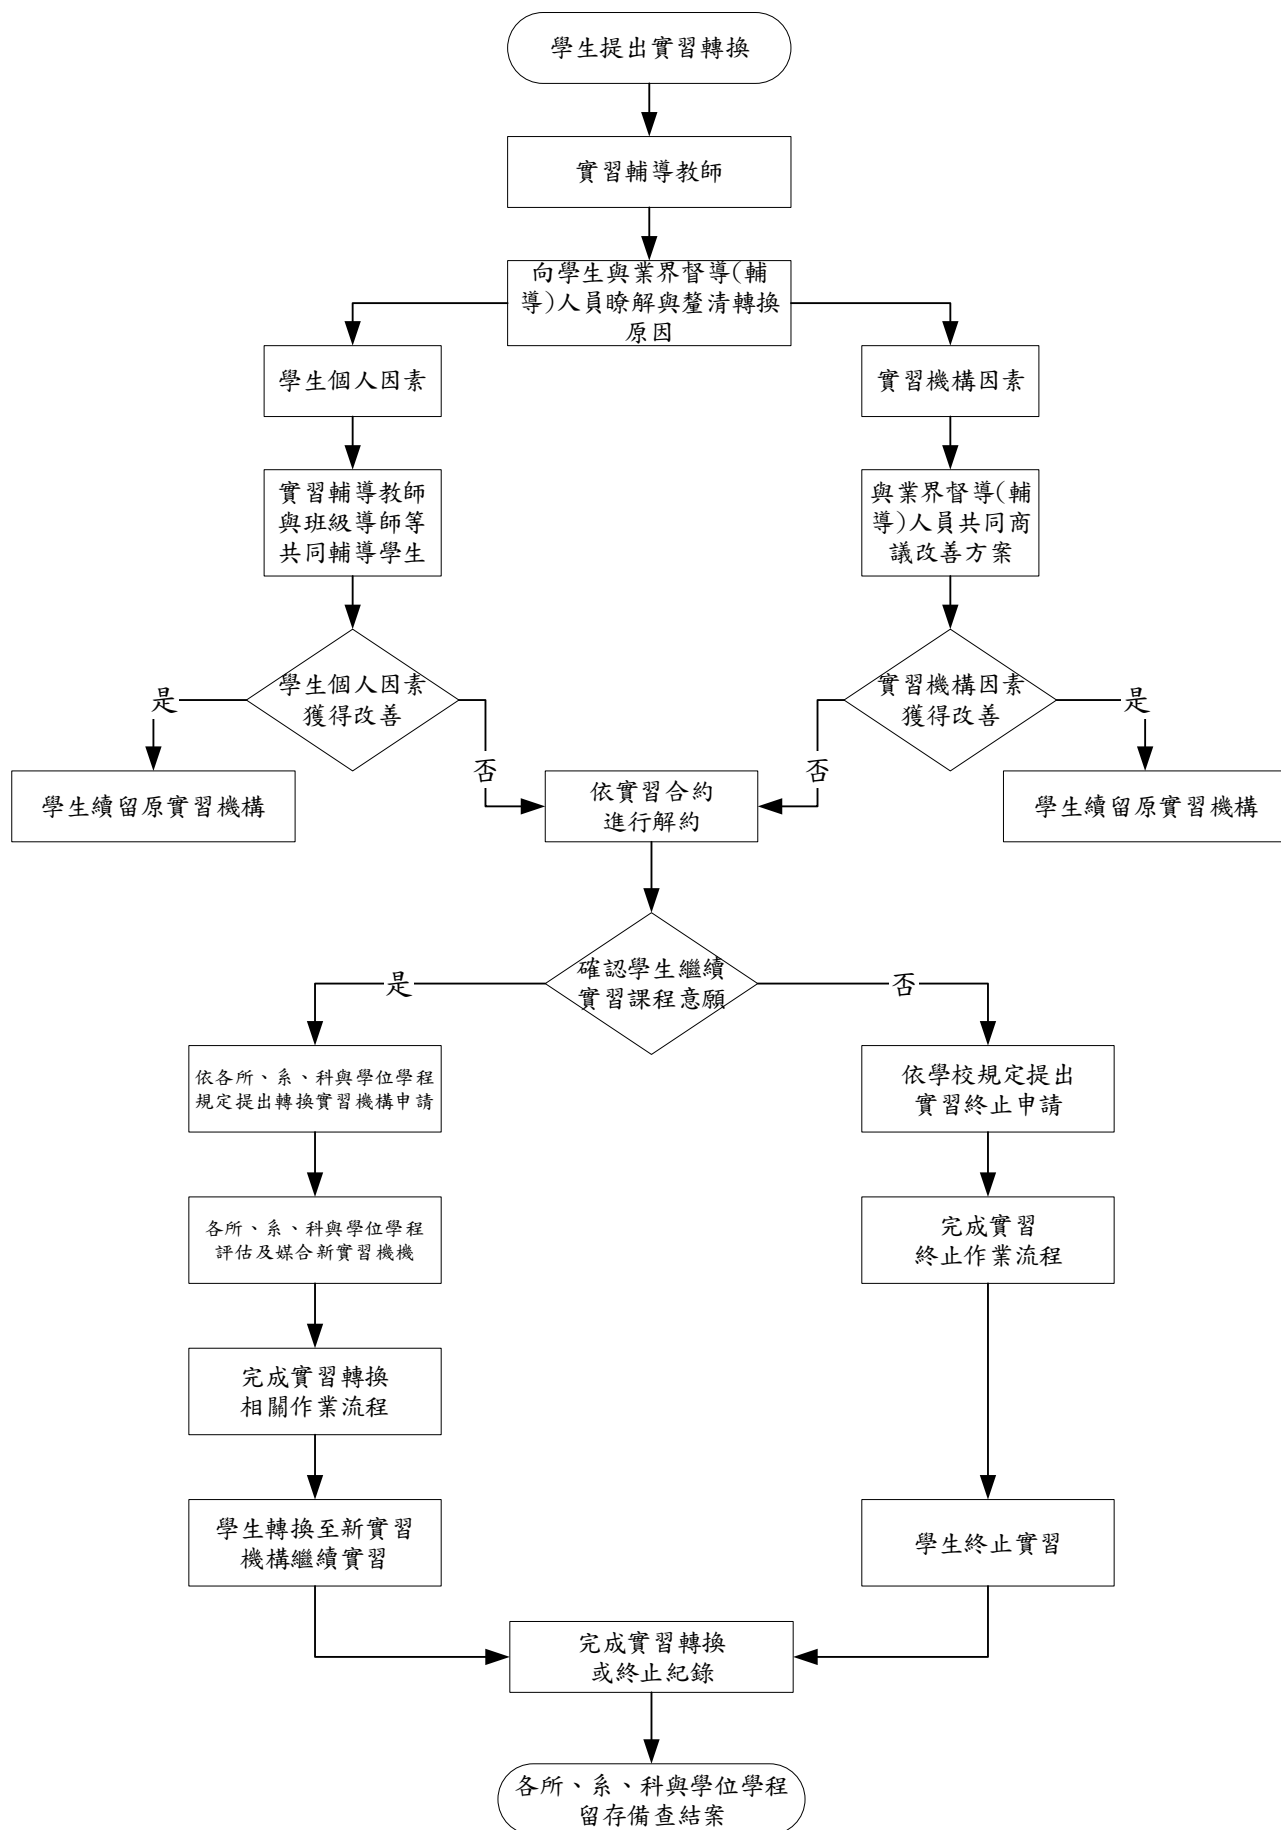 學生提出實習轉換
實習輔導教師
向學生與業界督導(輔
導)人員瞭解與釐清轉換
原因
學生個人因素
實習機構因素
實習輔導教師
與班級導師等
共同輔導學生
與業界督導(輔
導)人員共同商
議改善方案
學生個人因素
獲得改善
實習機構因素
獲得改善
是
否
否
是
學生續留原實習機構
依實習合約
進行解約
學生續留原實習機構
確認學生繼續
實習課程意願
是
否
依各所、系、科與學位學程
規定提出轉換實習機構申請
依學校規定提出
實習終止申請
各所、系、科與學位學程
評估及媒合新實習機機
完成實習
終止作業流程
完成實習轉換
相關作業流程
學生轉換至新實習
機構繼續實習
學生終止實習
完成實習轉換
或終止紀錄
各所、系、科與學位學程
留存備查結案